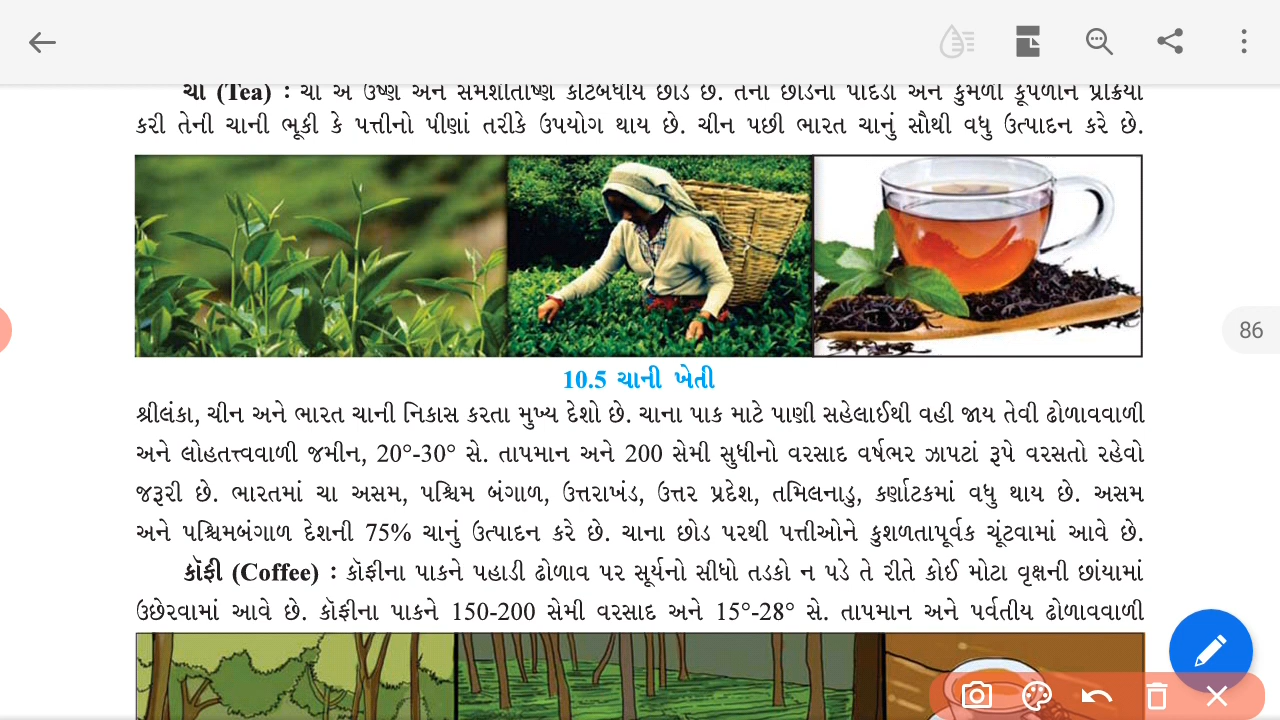 ચા (Tea) : ચા એ ઉષ્ણ અને સમશીતોષ્ણ કટિબંધીય છોડ છે. તેના છોડનાં પાંદડાં અને કુમળી કૂંપળોને પ્રક્રિયા
કરી તેની ચાની ભૂકી કે પત્તીનો પીણાં તરીકે ઉપયોગ થાય છે. ચીન પછી ભારત ચાનું સૌથી વધુ ઉત્પાદન કરે છે.
86
10.5 ચાની ખેતી
શ્રીલંકા, ચીન અને ભારત ચાની નિકાસ કરતા મુખ્ય દેશો છે. ચાના પાક માટે પાણી સહેલાઈથી વહી જાય તેવી ઢોળાવવાળી
અને લોહતત્ત્વવાળી જમીન, 20°-30° સે. તાપમાન અને 200 સેમી સુધીનો વરસાદ વર્ષભર ઝાપટાં રૂપે વરસતો રહેવો
જરૂરી છે. ભારતમાં ચા અસમ, પશ્ચિમ બંગાળ, ઉત્તરાખંડ, ઉત્તર પ્રદેશ, તમિલનાડુ, કર્ણાટકમાં વધુ થાય છે. અસમ
અને પશ્ચિમબંગાળ દેશની 75% ચાનું ઉત્પાદન કરે છે. ચાના છોડ પરથી પત્તીઓને કુશળતાપૂર્વક ચૂંટવામાં આવે છે.
કૉફી (Coffee) : કૉફીના પાકને પહાડી ઢોળાવ પર સૂર્યનો સીધો તડકો ન પડે તે રીતે કોઈ મોટા વૃક્ષની છાંયામાં
ઉછેરવામાં આવે છે. કૉફીના પાકને 150-200 સેમી વરસાદ અને 15°-28° સે. તાપમાન અને પર્વતીય ઢોળાવવાળી